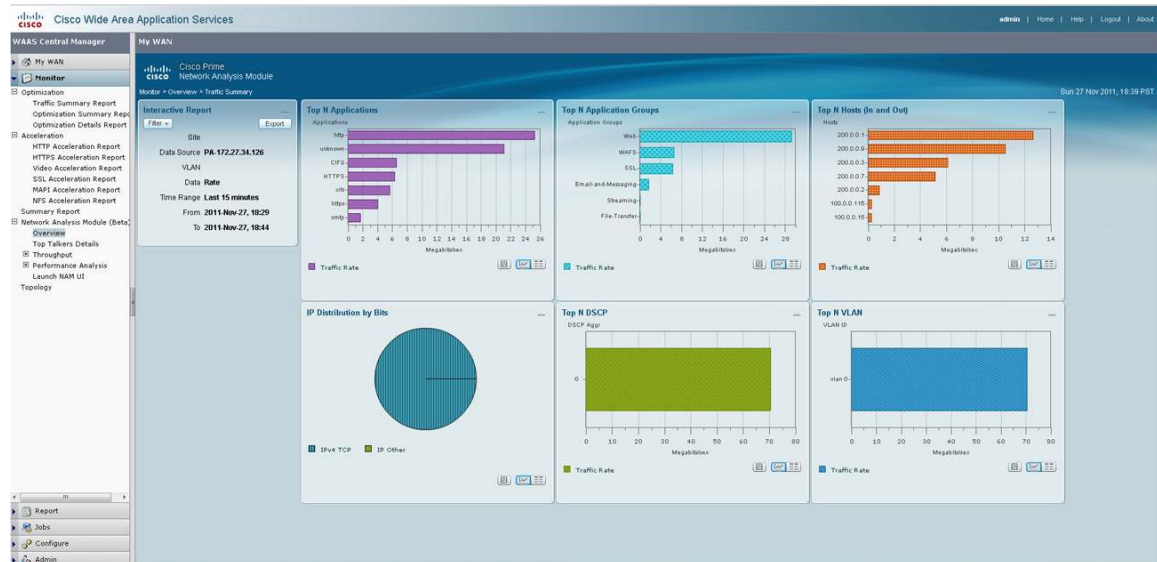 CISCO
Cisco Wide Area Application Services
admin | Home | Help | Logout | About
WAAS Central Manager
My WAN
Monitor
Optimization
Traffic Summary Report
Optimization Summary Repo
Optimization Details Report
Acceleration
HTTP Acceleration Report
HTTPS Acceleration Report
Video Acceleration Report
SSL Acceleration Report
MAPI Acceleration Report
NFS Acceleration Report
Summary Report
Network Analysis Module (Beta)
Overview
Top Talkers Details
Throughput
Performance Analysis
Launch NAM UI
Topology
Report
Jobs
Configure
Admin
My WAN
CISCO
Cisco Prime
Network Analysis Module
Monitor > Overview > Traffic Summary
Sun 27 Nov 2011, 18:39 PST
Interactive Report
Filter
Export
Site
Data Source PA-172.27.34.126
VLAN
Data Rate
Time Range Last 15 minutes
From 2011-Nov-27, 18:29
To 2011-Nov-27, 18:44
Top N Applications
Applications
http
unknown
CIFS
HTTPS
https
smtp
0 2 4 6 8 10 12 14 16 18 20 22 24 26
Megabits/sec
Traffic Rate
Top N Application Groups
Application Groups
Web
WAFS
SSL
Email-and-Messaging
Streaming
File-Transfer
0 4 8 12 16 20 24 28
Megabits/sec
Traffic Rate
Top N Hosts (In and Out)
Hosts
200.0.0.1
200.0.0.9
200.0.0.3
200.0.0.7
200.0.0.2
100.0.0.115
100.0.0.15
0 2 4 6 8 10 12 14
Megabits/sec
Traffic Rate
IP Distribution by Bits
IPv4 TCP
IP Other
Top N DSCP
DSCP Aggr
0
0 10 20 30 40 50 60 70 80
Megabits/sec
Traffic Rate
Top N VLAN
VLAN ID
vlan 0
0 10 20 30 40 50 60 70 80
Megabits/sec
Traffic Rate